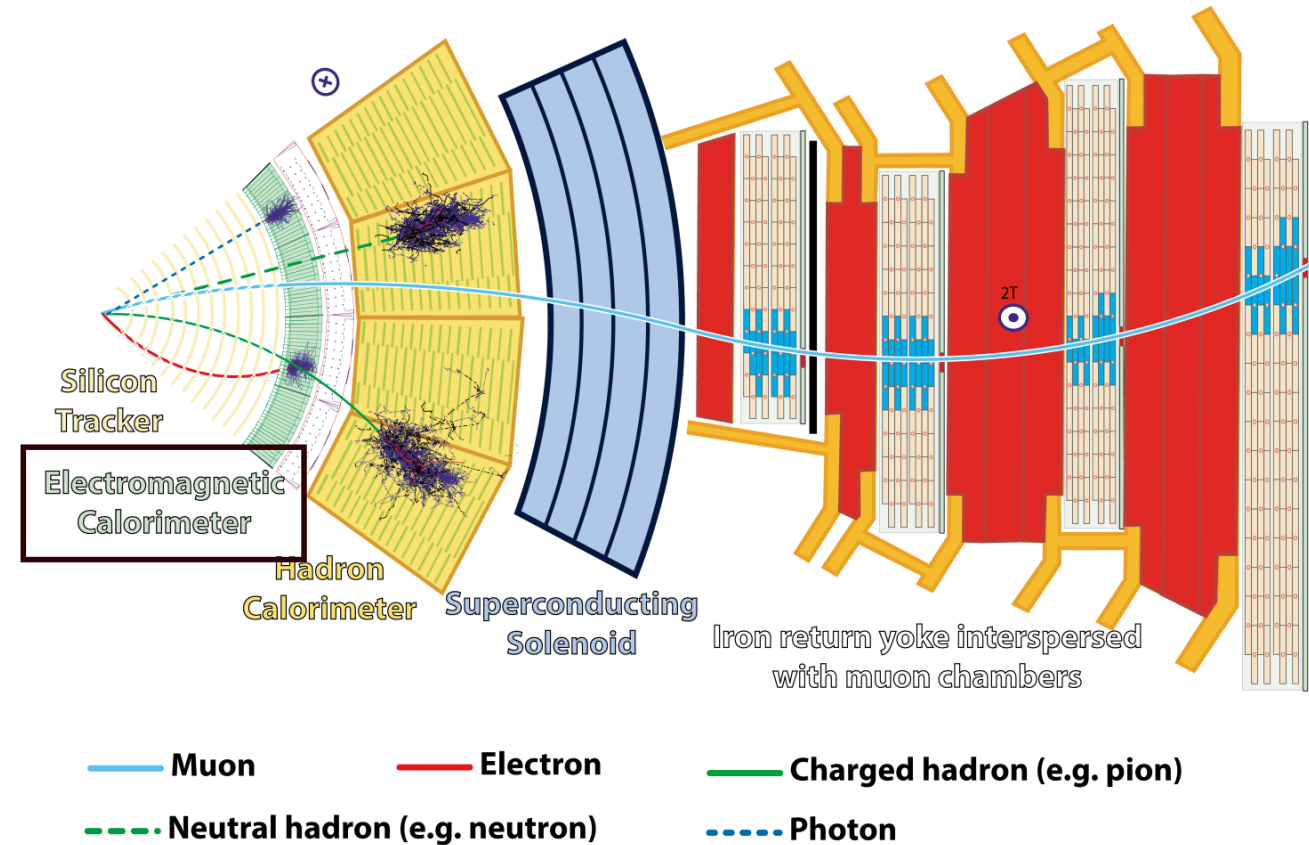 2T
Silicon
Tracker
Electromagnetic
Calorimeter
Hadron
Calorimeter
Superconducting
Solenoid
Iron return yoke interspersed
with muon chambers
Muon
Electron
Charged hadron (e.g. pion)
Neutral hadron (e.g. neutron)
Photon